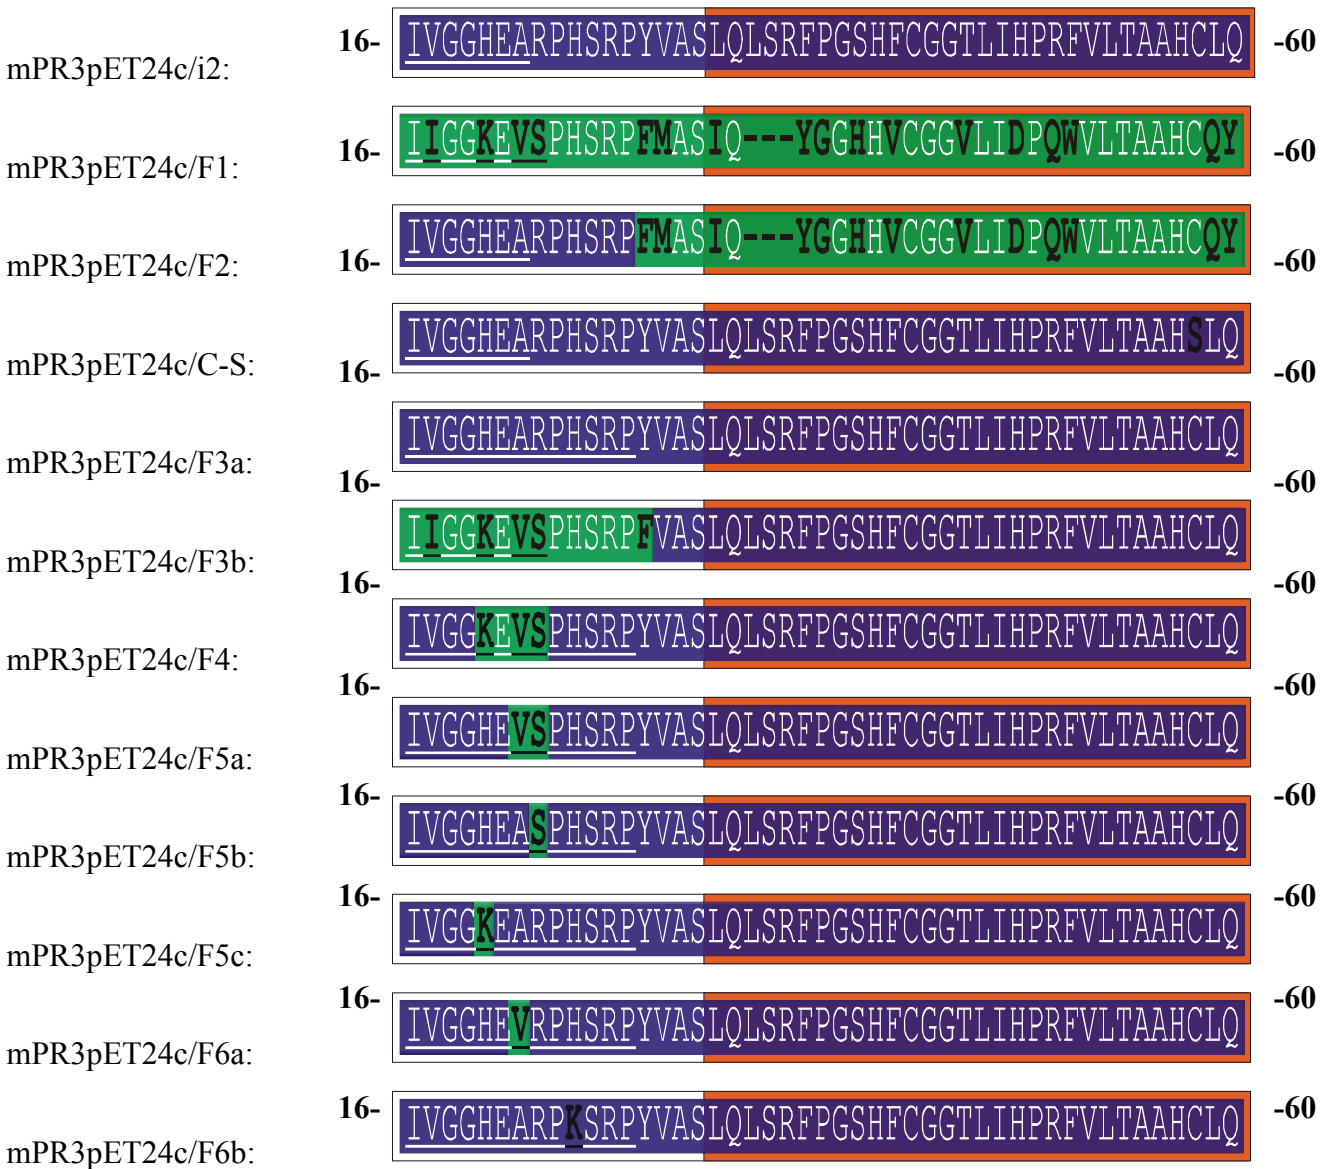 16- IVGGHEARPHSRPYVASLQLSRFPGSHFCGGTLIHPRFVLTAAHCLQ -60
mPR3pET24c/i2:
16- IIGGKEVSPHSRPFMASIQ---YGGHHVCGGVLIDPQWVLTAAHCQY -60
mPR3pET24c/F1:
16- IVGGHEARPHSRPFMASIQ---YGGHHVCGGVLIDPQWVLTAAHCQY -60
mPR3pET24c/F2:
16- IVGGHEARPHSRPYVASLQLSRFPGSHFCGGTLIHPRFVLTAAHSLQ -60
mPR3pET24c/C-S:
16- IVGGHEARPHSRPYVASLQLSRFPGSHFCGGTLIHPRFVLTAAHCLQ -60
mPR3pET24c/F3a:
16- IIGGKEVSPHSRPFVASLQLSRFPGSHFCGGTLIHPRFVLTAAHCLQ -60
mPR3pET24c/F3b:
16- IVGGKEVSPHSRPYVASLQLSRFPGSHFCGGTLIHPRFVLTAAHCLQ -60
mPR3pET24c/F4:
16- IVGGHEVSPHSRPYVASLQLSRFPGSHFCGGTLIHPRFVLTAAHCLQ -60
mPR3pET24c/F5a:
16- IVGGHEASPHSRPYVASLQLSRFPGSHFCGGTLIHPRFVLTAAHCLQ -60
mPR3pET24c/F5b:
16- IVGGKEARPHSRPYVASLQLSRFPGSHFCGGTLIHPRFVLTAAHCLQ -60
mPR3pET24c/F5c:
16- IVGGHEVRPHSRPYVASLQLSRFPGSHFCGGTLIHPRFVLTAAHCLQ -60
mPR3pET24c/F6a:
16- IVGGHEARPKSRPYVASLQLSRFPGSHFCGGTLIHPRFVLTAAHCLQ -60
mPR3pET24c/F6b: